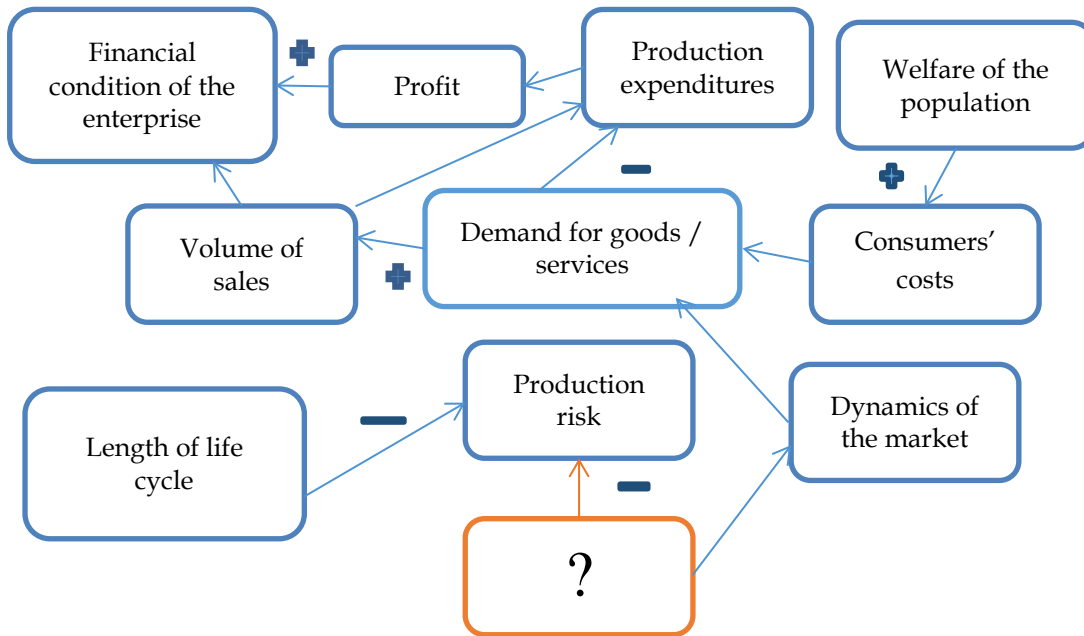 Financial
condition of the
enterprise
Profit
Production
expenditures
Welfare of the
population
Volume of
sales
Demand for goods /
services
Consumers’
costs
Length of life
cycle
Production
risk
Dynamics of
the market
?